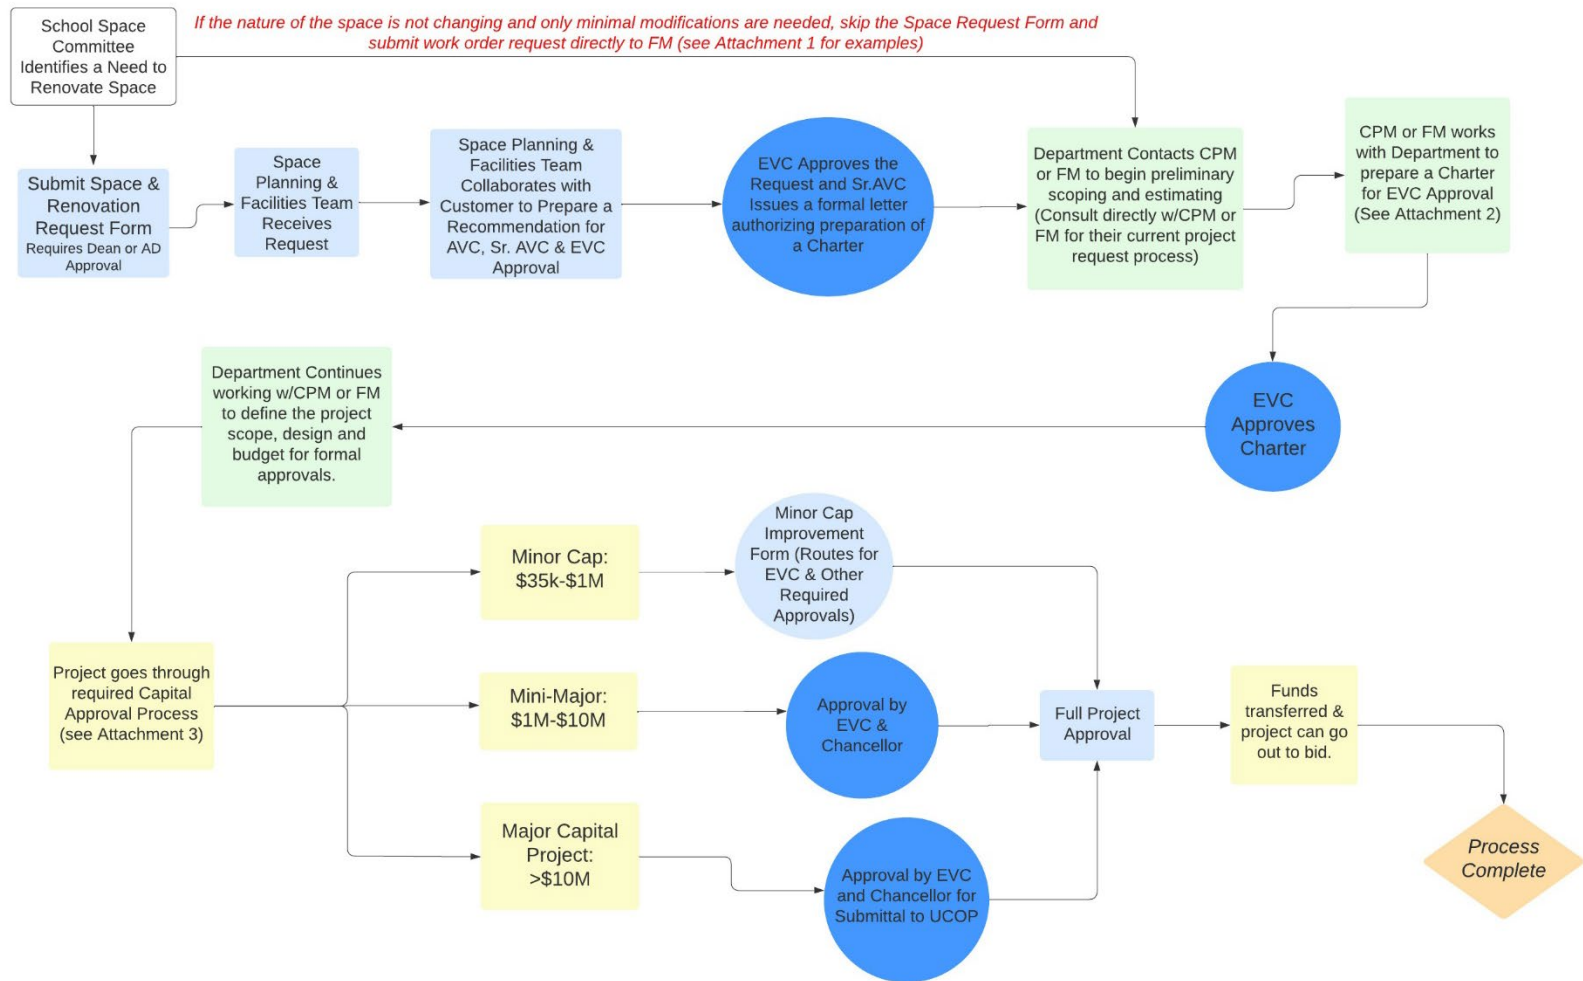 School Space
Committee
Identifies a Need to
Renovate Space
If the nature of the space is not changing and only minimal modifications are needed, skip the Space Request Form and
submit work order request directly to FM (see Attachment 1 for examples)
Submit Space &
Renovation
Request Form
Requires Dean or AD
Approval
Space
Planning &
Facilities Team
Receives
Request
Space Planning &
Facilities Team
Collaborates with
Customer to Prepare a
Recommendation for
AVC, Sr. AVC & EVC
Approval
EVC Approves the
Request and Sr.AVC
Issues a formal letter
authorizing preparation of
a Charter
Department Contacts CPM
or FM to begin preliminary
scoping and estimating
(Consult directly w/CPM or
FM for their current project
request process)
CPM or FM works
with Department to
prepare a Charter
for EVC Approval
(See Attachment 2)
EVC
Approves
Charter
Department Continues
working w/CPM or FM
to define the project
scope, design and
budget for formal
approvals.
Project goes through
required Capital
Approval Process
(see Attachment 3)
Minor Cap:
$35k-$1M
Minor Cap
Improvement
Form (Routes for
EVC & Other
Required
Approvals)
Mini-Major:
$1M-$10M
Approval by
EVC &
Chancellor
Major Capital
Project:
>$10M
Approval by EVC
and Chancellor for
Submittal to UCOP
Full Project
Approval
Funds
transferred &
project can go
out to bid.
Process
Complete